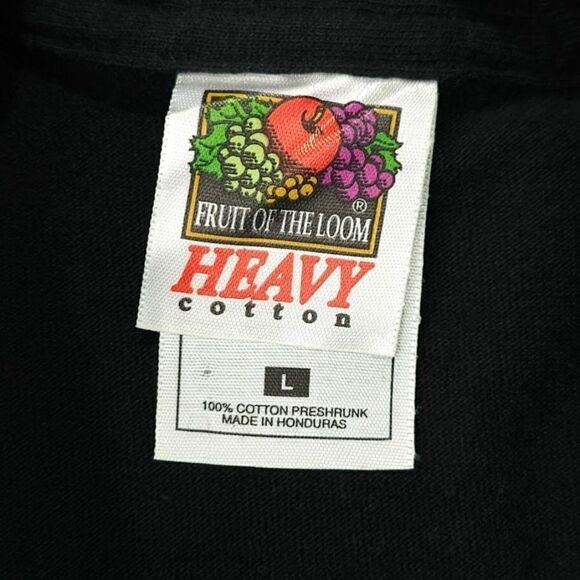 FRUIT OF THE LOOM ®
HEAVY
cotton
L
100% COTTON PRESHRUNK
MADE IN HONDURAS